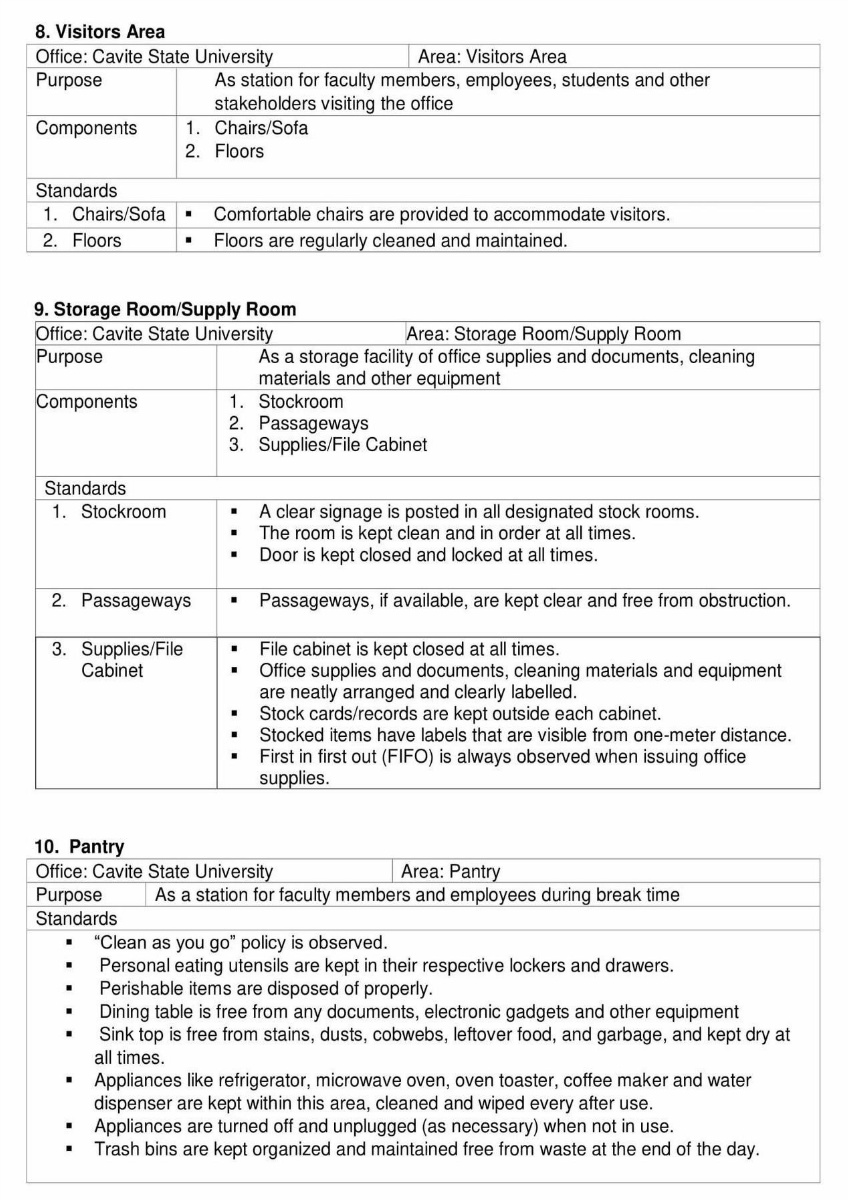 8. Visitors Area
Office: Cavite State University Area: Visitors Area
Purpose As station for faculty members, employees, students and other
stakeholders visiting the office
Components 1. Chairs/Sofa
2. Floors
Standards
1. Chairs/Sofa ▪ Comfortable chairs are provided to accommodate visitors.
2. Floors ▪ Floors are regularly cleaned and maintained.
9. Storage Room/Supply Room
Office: Cavite State University Area: Storage Room/Supply Room
Purpose As a storage facility of office supplies and documents, cleaning
materials and other equipment
Components 1. Stockroom
2. Passageways
3. Supplies/File Cabinet
Standards
1. Stockroom ▪ A clear signage is posted in all designated stock rooms.
▪ The room is kept clean and in order at all times.
▪ Door is kept closed and locked at all times.
2. Passageways ▪ Passageways, if available, are kept clear and free from obstruction.
3. Supplies/File ▪ File cabinet is kept closed at all times.
Cabinet ▪ Office supplies and documents, cleaning materials and equipment
are neatly arranged and clearly labelled.
▪ Stock cards/records are kept outside each cabinet.
▪ Stocked items have labels that are visible from one-meter distance.
▪ First in first out (FIFO) is always observed when issuing office
supplies.
10. Pantry
Office: Cavite State University Area: Pantry
Purpose As a station for faculty members and employees during break time
Standards
▪ “Clean as you go” policy is observed.
▪ Personal eating utensils are kept in their respective lockers and drawers.
▪ Perishable items are disposed of properly.
▪ Dining table is free from any documents, electronic gadgets and other equipment
▪ Sink top is free from stains, dusts, cobwebs, leftover food, and garbage, and kept dry at
all times.
▪ Appliances like refrigerator, microwave oven, oven toaster, coffee maker and water
dispenser are kept within this area, cleaned and wiped every after use.
▪ Appliances are turned off and unplugged (as necessary) when not in use.
▪ Trash bins are kept organized and maintained free from waste at the end of the day.